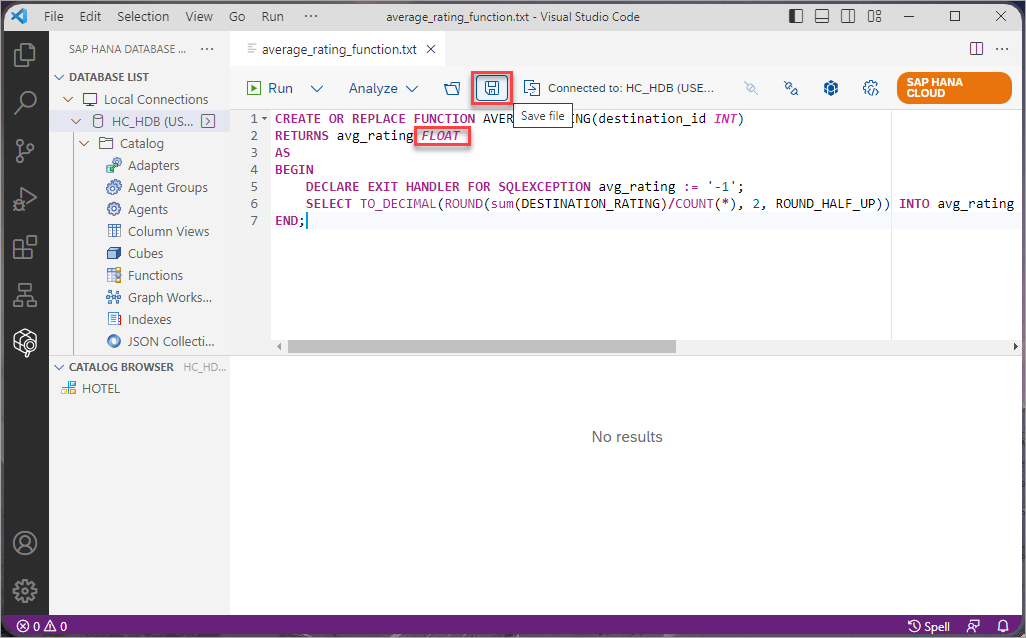 File Edit Selection View Go Run ··· average_rating_function.txt - Visual Studio Code
SAP HANA DATABASE ... ···
average_rating_function.txt
DATABASE LIST
Local Connections
HC_HDB (US...
Catalog
Adapters
Agent Groups
Agents
Column Views
Cubes
Functions
Graph Works...
Indexes
JSON Collecti...
CATALOG BROWSER HC_HD...
HOTEL
Run Analyze Connected to: HC_HDB (USE... SAP HANA
CLOUD
Save file
1 CREATE OR REPLACE FUNCTION AVER ING(destination_id INT)
2 RETURNS avg_rating FLOAT
3 AS
4 BEGIN
5 DECLARE EXIT HANDLER FOR SQLEXCEPTION avg_rating := '-1';
6 SELECT TO_DECIMAL(ROUND(sum(DESTINATION_RATING)/COUNT(*), 2, ROUND_HALF_UP)) INTO avg_rating
7 END;
No results
0 0 Spell